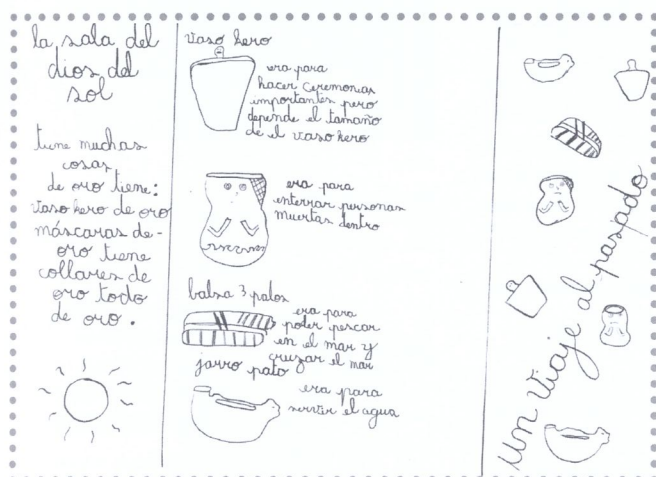 la sala del
dios del
sol
tiene muchas
cosas
de oro tiene:
vaso kero de oro
máscaras de-
oro tiene
collares de
oro todo
de oro.
vaso kero
era para
hacer ceremonias
importantes pero
depende el tamaño
de el vaso kero
era para
enterrar personas
muertas dentro
balsa 3 palos
era para
poder pescar
en el mar y
cruzar el mar
jarro pato
era para
servir el agua
Un Viaje al pasado